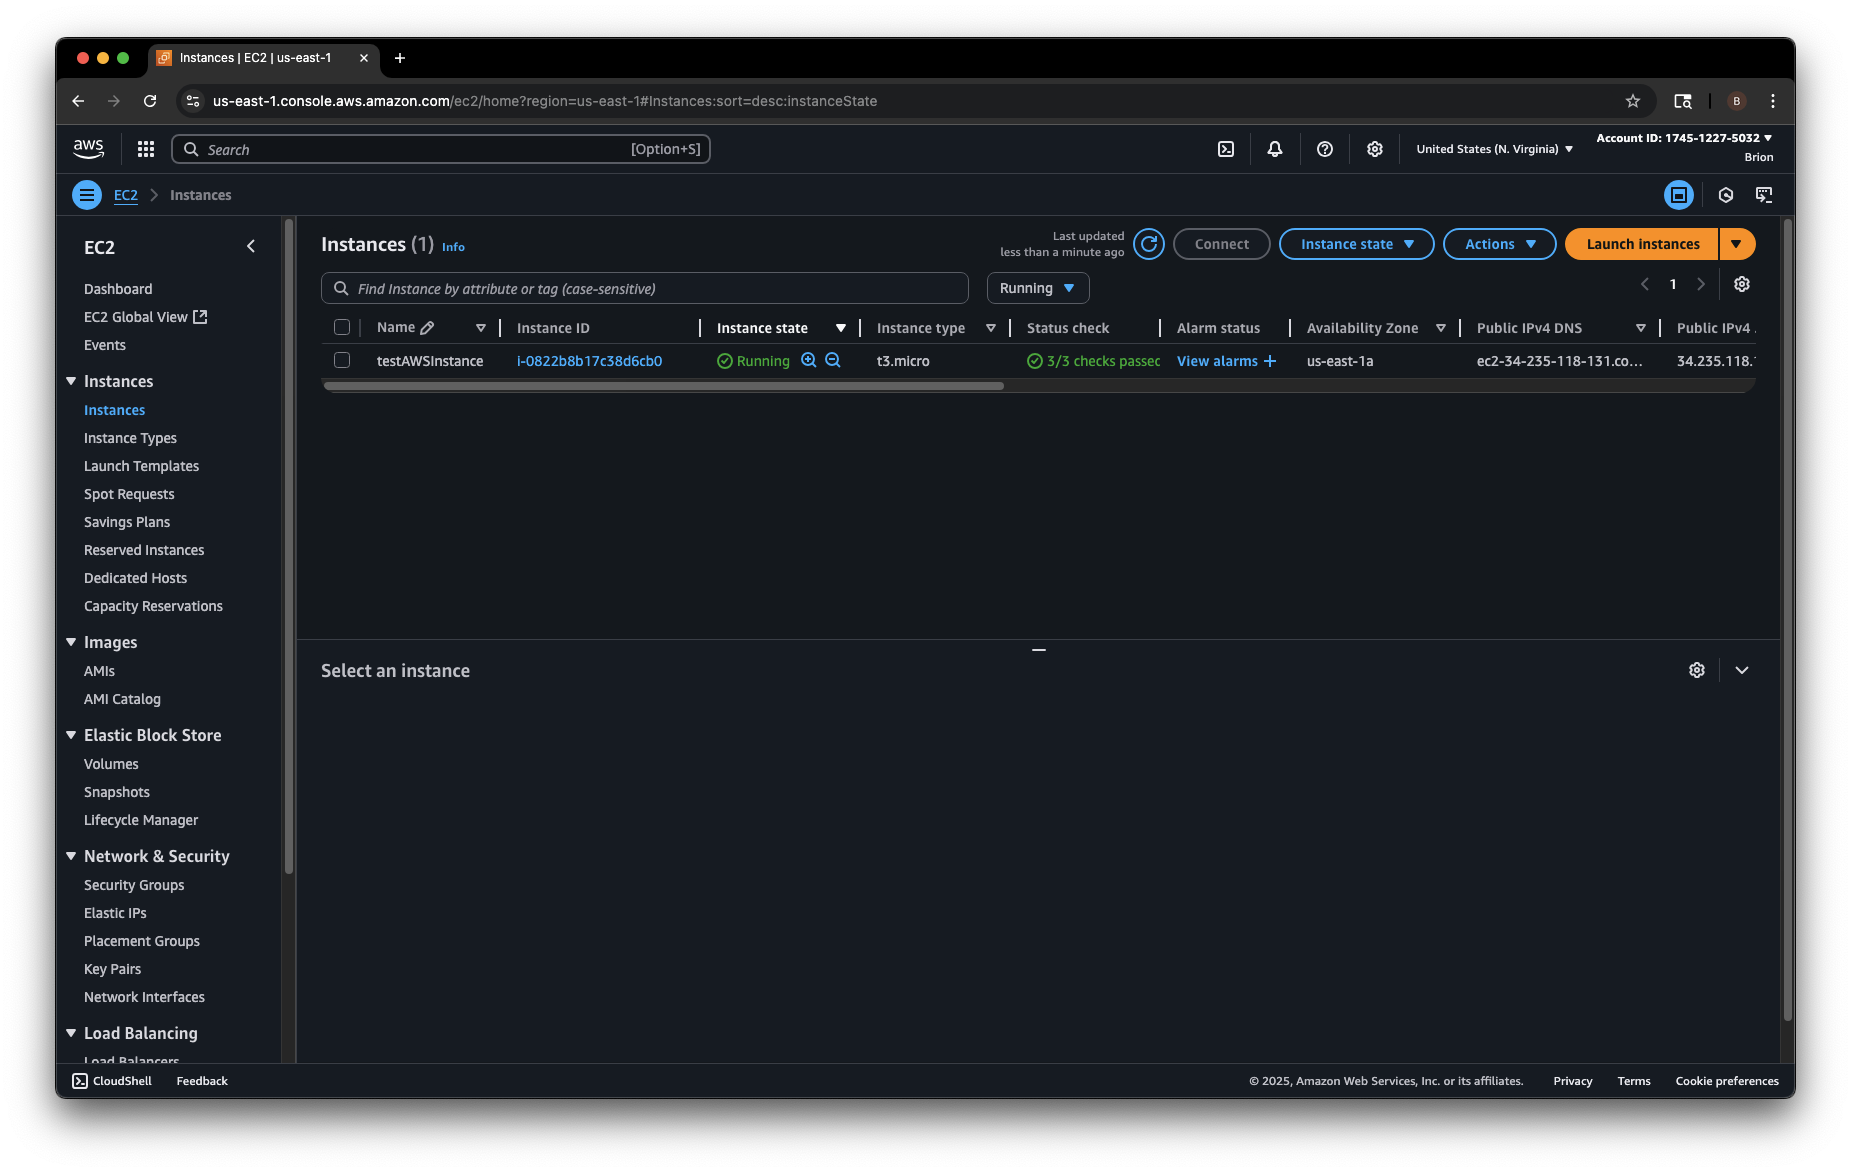 Instances | EC2 | us-east-1
us-east-1.console.aws.amazon.com/ec2/home?region=us-east-1#Instances:sort=desc:instanceState
B
aws
Search [Option+S]
United States (N. Virginia)
Account ID: 1745-1227-5032
Brion
EC2 Instances
EC2
Dashboard
EC2 Global View
Events
Instances
Instances
Instance Types
Launch Templates
Spot Requests
Savings Plans
Reserved Instances
Dedicated Hosts
Capacity Reservations
Images
AMIs
AMI Catalog
Elastic Block Store
Volumes
Snapshots
Lifecycle Manager
Network & Security
Security Groups
Elastic IPs
Placement Groups
Key Pairs
Network Interfaces
Load Balancing
Load Balancers
Instances (1) Info
Last updated
less than a minute ago
Connect
Instance state
Actions
Launch instances
Find Instance by attribute or tag (case-sensitive)
Running
1
Name Instance ID Instance state Instance type Status check Alarm status Availability Zone Public IPv4 DNS Public IPv4
testAWSInstance i-0822b8b17c38d6cb0 Running t3.micro 3/3 checks passec View alarms + us-east-1a ec2-34-235-118-131.co... 34.235.118.
Select an instance
CloudShell Feedback
© 2025, Amazon Web Services, Inc. or its affiliates. Privacy Terms Cookie preferences